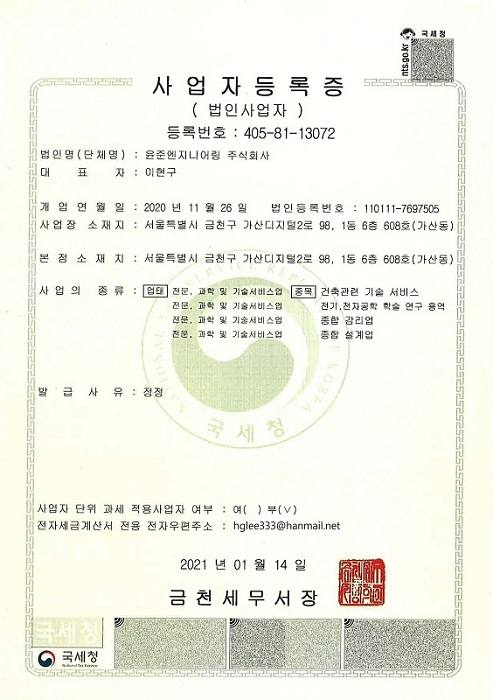 국세청
nts.go.kr
사업자등록증
( 법인사업자 )
등록번호 : 405-81-13072
법인명(단체명) : 윤준엔지니어링 주식회사
대 표 자 : 이현구
개 업 연 월 일 : 2020 년 11 월 26 일 법인등록번호 : 110111-7697505
사업장 소재지 : 서울특별시 금천구 가산디지털2로 98, 1동 6층 608호(가산동)
본 점 소 재 지 : 서울특별시 금천구 가산디지털2로 98, 1동 6층 608호(가산동)
사 업 의 종 류 : 업태 전문, 과학 및 기술서비스업 종목 건축관련 기술 서비스
전문, 과학 및 기술서비스업 전기,전자공학 학술 연구 용역
전문, 과학 및 기술서비스업 종합 감리업
전문, 과학 및 기술서비스업 종합 설계업
NATIONAL TAX SERVICE REPUBLIC OF KOREA
국세청
발 급 사 유 : 정정
사업자 단위 과세 적용사업자 여부 : 여( ) 부(∨)
전자세금계산서 전용 전자우편주소 : hglee333@hanmail.net
2021 년 01 월 14 일
금천세무서장
국세청
국세청
National Tax Service